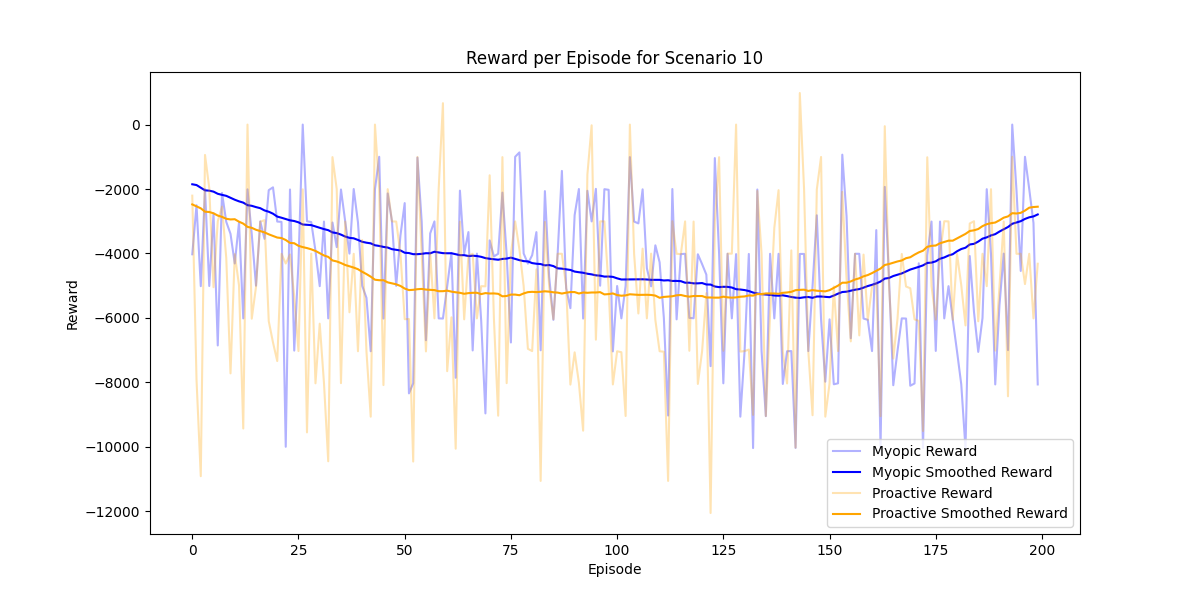 Reward per Episode for Scenario 10
Reward
0
−2000
−4000
−6000
−8000
−10000
−12000
0 25 50 75 100 125 150 175 200
Episode
Myopic Reward
Myopic Smoothed Reward
Proactive Reward
Proactive Smoothed Reward